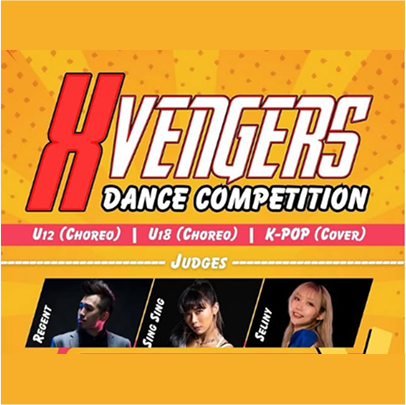 XVENGERS
DANCE COMPETITION
U12 (CHOREO) | U18 (CHOREO) | K-POP (COVER)
JUDGES
REGENT
SING SING
SELINY